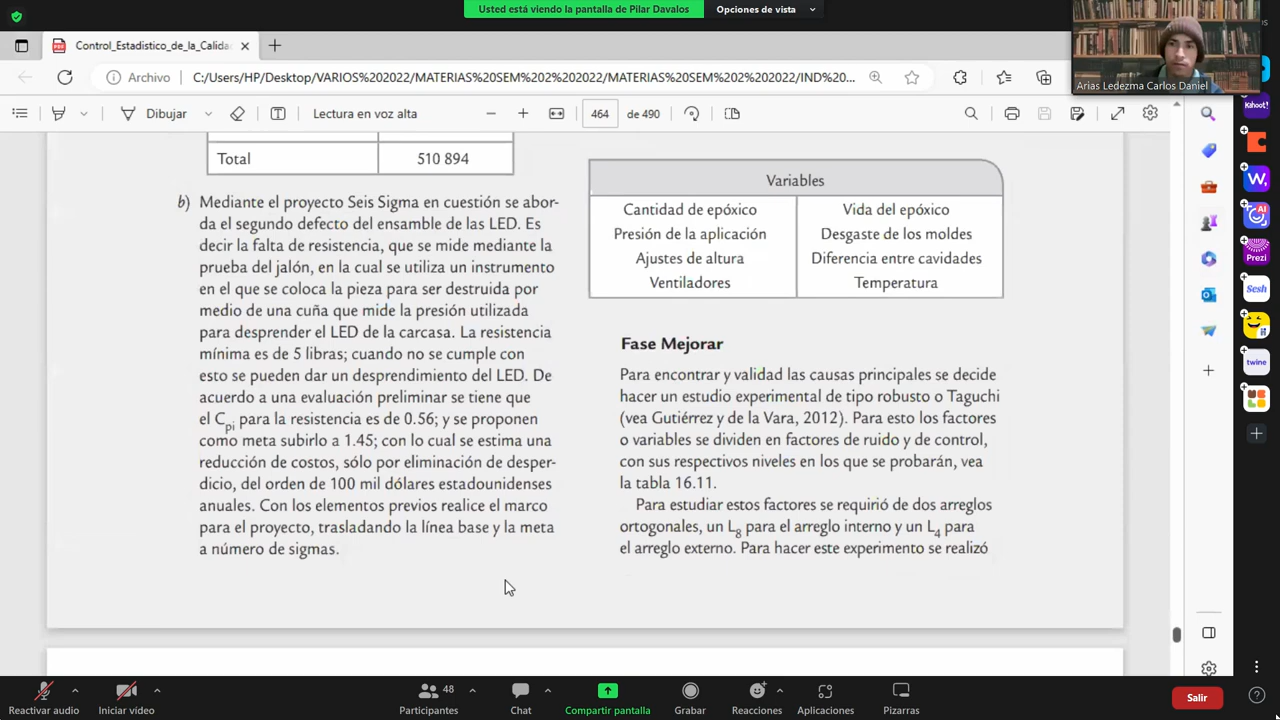 Usted está viendo la pantalla de Pilar Davalos
Opciones de vista
Control_Estadistico_de_la_Calida
Archivo
C:/Users/HP/Desktop/VARIOS%202022/MATERIAS%20SEM%202%202022/MATERIAS%20SEM%202%202022/IND%20...
Arias Ledezma Carlos Daniel
Dibujar
Lectura en voz alta
464 de 490
Total 510 894
b) Mediante el proyecto Seis Sigma en cuestión se abor-
da el segundo defecto del ensamble de las LED. Es
decir la falta de resistencia, que se mide mediante la
prueba del jalón, en la cual se utiliza un instrumento
en el que se coloca la pieza para ser destruida por
medio de una cuña que mide la presión utilizada
para desprender el LED de la carcasa. La resistencia
mínima es de 5 libras; cuando no se cumple con
esto se pueden dar un desprendimiento del LED. De
acuerdo a una evaluación preliminar se tiene que
el Cpi para la resistencia es de 0.56; y se proponen
como meta subirlo a 1.45; con lo cual se estima una
reducción de costos, sólo por eliminación de desper-
dicio, del orden de 100 mil dólares estadounidenses
anuales. Con los elementos previos realice el marco
para el proyecto, trasladando la línea base y la meta
a número de sigmas.
Variables
Cantidad de epóxico Vida del epóxico
Presión de la aplicación Desgaste de los moldes
Ajustes de altura Diferencia entre cavidades
Ventiladores Temperatura
Fase Mejorar
Para encontrar y validad las causas principales se decide
hacer un estudio experimental de tipo robusto o Taguchi
(vea Gutiérrez y de la Vara, 2012). Para esto los factores
o variables se dividen en factores de ruido y de control,
con sus respectivos niveles en los que se probarán, vea
la tabla 16.11.
Para estudiar estos factores se requirió de dos arreglos
ortogonales, un L8 para el arreglo interno y un L4 para
el arreglo externo. Para hacer este experimento se realizó
Kahoot!
W,
AI
Prezi
Sesh
twine
Reactivar audio
Iniciar video
48
Participantes
Chat
Compartir pantalla
Grabar
Reacciones
Aplicaciones
Pizarras
Salir